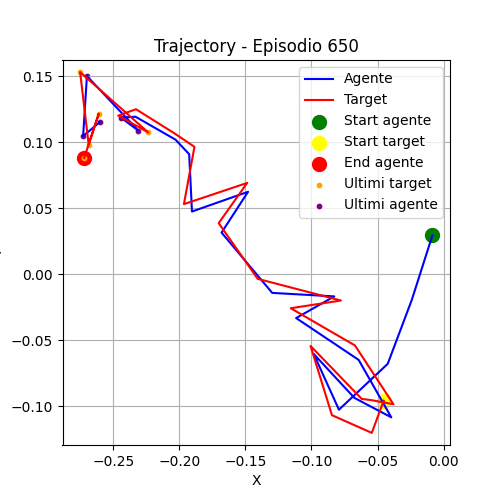 Trajectory - Episodio 650
0.15
0.10
0.05
0.00
−0.05
−0.10
−0.25
−0.20
−0.15
−0.10
−0.05
0.00
X
Agente
Target
Start agente
Start target
End agente
Ultimi target
Ultimi agente